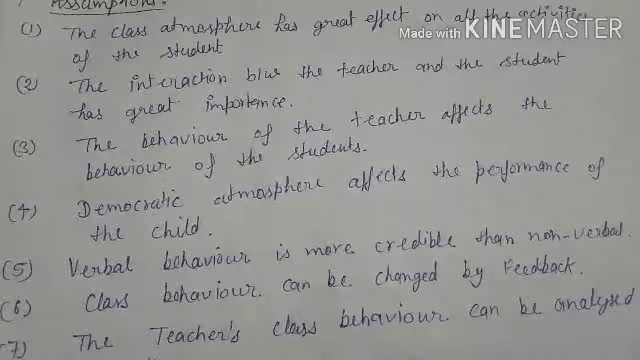 Assumptions:
Made with KINEMASTER
(1) The class atmosphere has great effect on all the activities
of the student
(2) The interaction b/w the teacher and the student
has great importance.
(3) The behaviour of the teacher affects the
behaviour of the students.
(4) Democratic atmosphere affects the performance of
the child.
(5) Verbal behaviour is more credible than non-verbal.
(6) Class behaviour can be changed by Feedback.
(7) The Teacher's class behaviour can be analysed